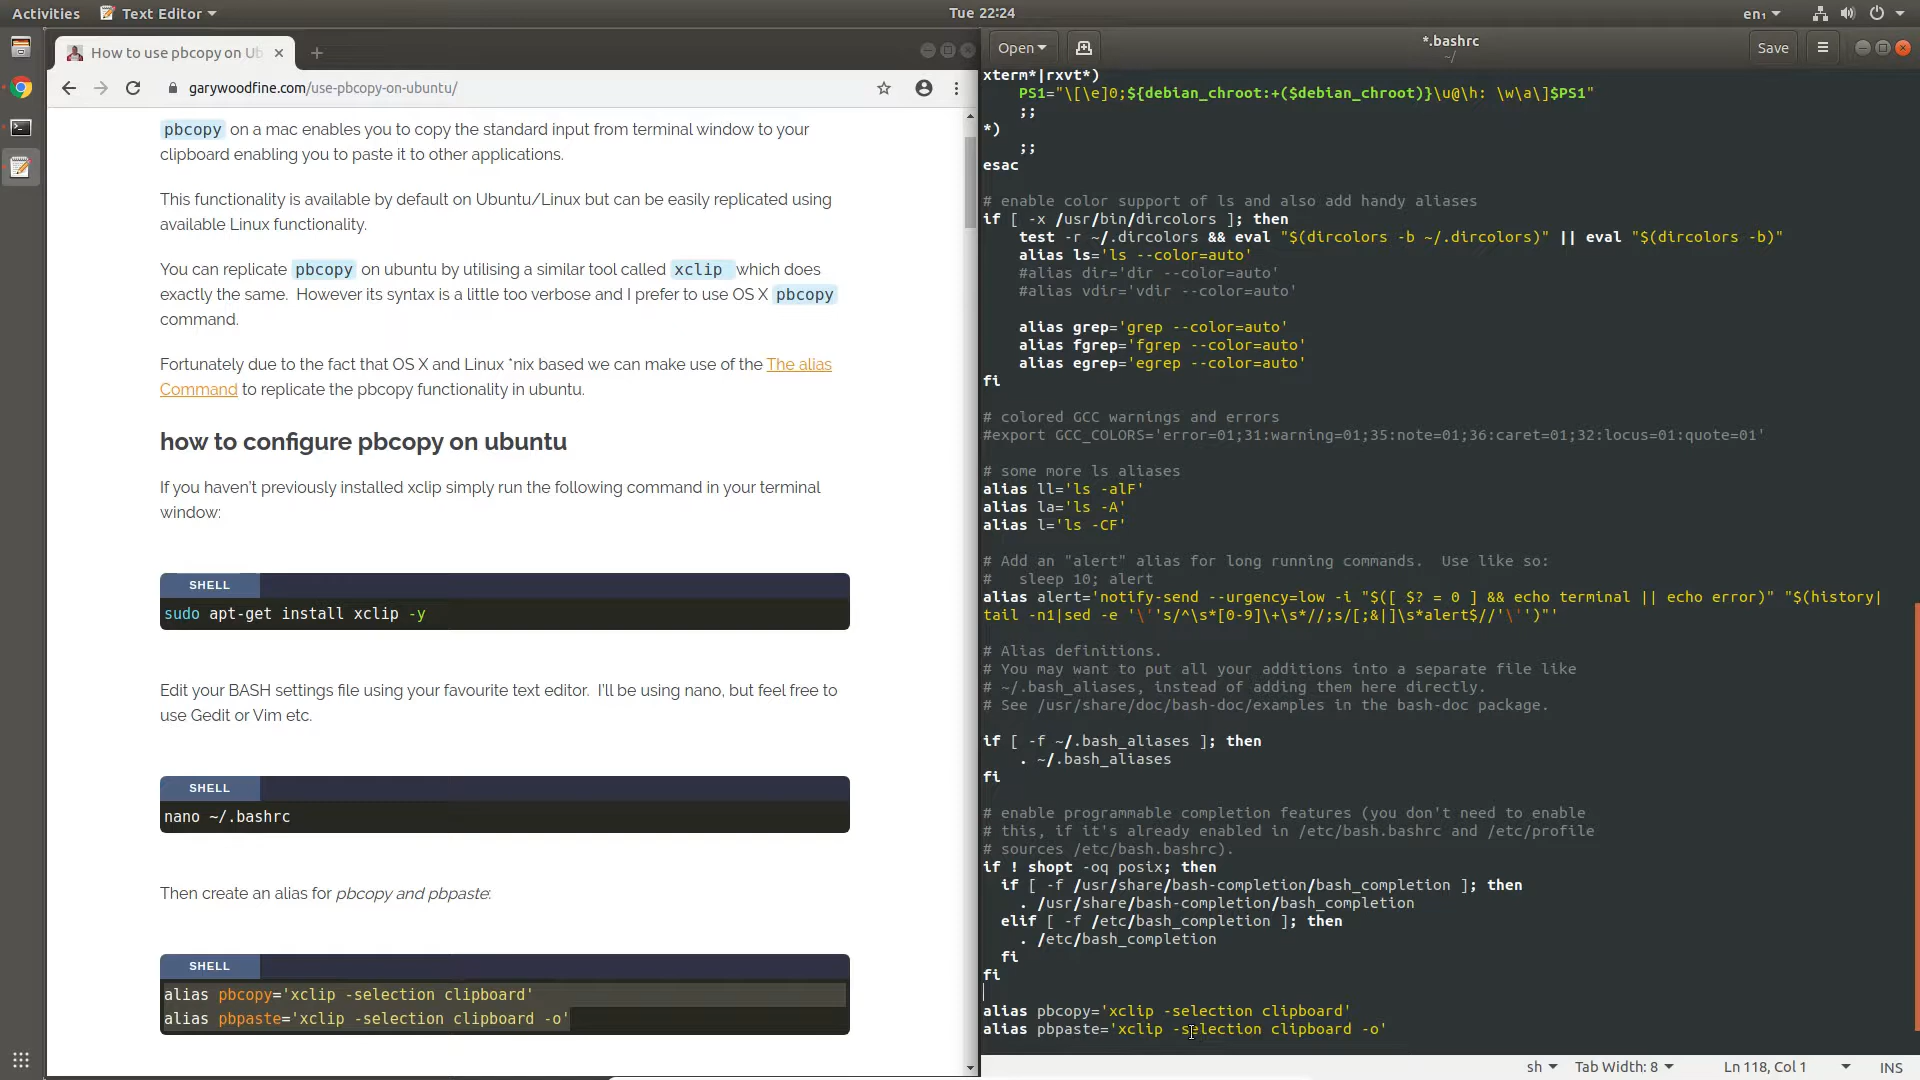 Activities
Text Editor
Tue 22:24
en₁
How to use pbcopy on Ub
garywoodfine.com/use-pbcopy-on-ubuntu/
pbcopy on a mac enables you to copy the standard input from terminal window to your
clipboard enabling you to paste it to other applications.
This functionality is available by default on Ubuntu/Linux but can be easily replicated using
available Linux functionality.
You can replicate pbcopy on ubuntu by utilising a similar tool called xclip which does
exactly the same. However its syntax is a little too verbose and I prefer to use OS X pbcopy
command.
Fortunately due to the fact that OS X and Linux *nix based we can make use of the The alias
Command to replicate the pbcopy functionality in ubuntu.
how to configure pbcopy on ubuntu
If you haven't previously installed xclip simply run the following command in your terminal
window:
SHELL
sudo apt-get install xclip -y
Edit your BASH settings file using your favourite text editor. I'll be using nano, but feel free to
use Gedit or Vim etc.
SHELL
nano ~/.bashrc
Then create an alias for pbcopy and pbpaste:
SHELL
alias pbcopy='xclip -selection clipboard'
alias pbpaste='xclip -selection clipboard -o'
Open
*.bashrc
~/
Save
xterm*|rxvt*)
    PS1="\[\e]0;${debian_chroot:+($debian_chroot)}\u@\h: \w\a\]$PS1"
    ;;
*)
    ;;
esac
# enable color support of ls and also add handy aliases
if [ -x /usr/bin/dircolors ]; then
    test -r ~/.dircolors && eval "$(dircolors -b ~/.dircolors)" || eval "$(dircolors -b)"
    alias ls='ls --color=auto'
    #alias dir='dir --color=auto'
    #alias vdir='vdir --color=auto'
    alias grep='grep --color=auto'
    alias fgrep='fgrep --color=auto'
    alias egrep='egrep --color=auto'
fi
# colored GCC warnings and errors
#export GCC_COLORS='error=01;31:warning=01;35:note=01;36:caret=01;32:locus=01:quote=01'
# some more ls aliases
alias ll='ls -alF'
alias la='ls -A'
alias l='ls -CF'
# Add an "alert" alias for long running commands.  Use like so:
#   sleep 10; alert
alias alert='notify-send --urgency=low -i "$([ $? = 0 ] && echo terminal || echo error)" "$(history|
tail -n1|sed -e '\''s/^\s*[0-9]\+\s*//;s/[;&|]\s*alert$//'\'')"'
# Alias definitions.
# You may want to put all your additions into a separate file like
# ~/.bash_aliases, instead of adding them here directly.
# See /usr/share/doc/bash-doc/examples in the bash-doc package.
if [ -f ~/.bash_aliases ]; then
    . ~/.bash_aliases
fi
# enable programmable completion features (you don't need to enable
# this, if it's already enabled in /etc/bash.bashrc and /etc/profile
# sources /etc/bash.bashrc).
if ! shopt -oq posix; then
  if [ -f /usr/share/bash-completion/bash_completion ]; then
    . /usr/share/bash-completion/bash_completion
  elif [ -f /etc/bash_completion ]; then
    . /etc/bash_completion
  fi
fi
alias pbcopy='xclip -selection clipboard'
alias pbpaste='xclip -selection clipboard -o'
sh
Tab Width: 8
Ln 118, Col 1
INS